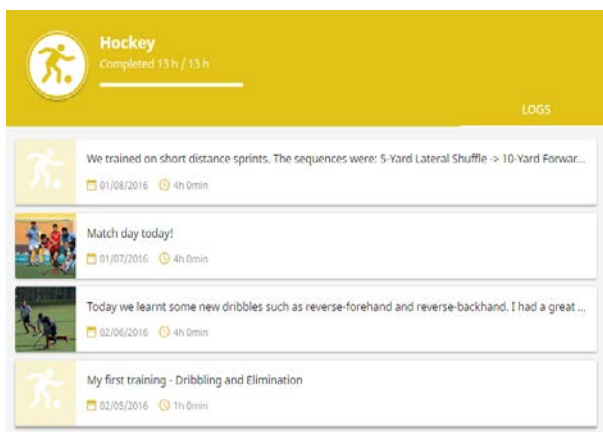 Hockey
Completed 13 h / 13 h
LOGS
We trained on short distance sprints. The sequences were: 5-Yard Lateral Shuffle -> 10-Yard Forwar...
01/08/2016 4h 0min
Match day today!
01/07/2016 4h 0min
Today we learnt some new dribbles such as reverse-forehand and reverse-backhand. I had a great ...
02/06/2016 4h 0min
My first training - Dribbling and Elimination
02/05/2016 1h 0min